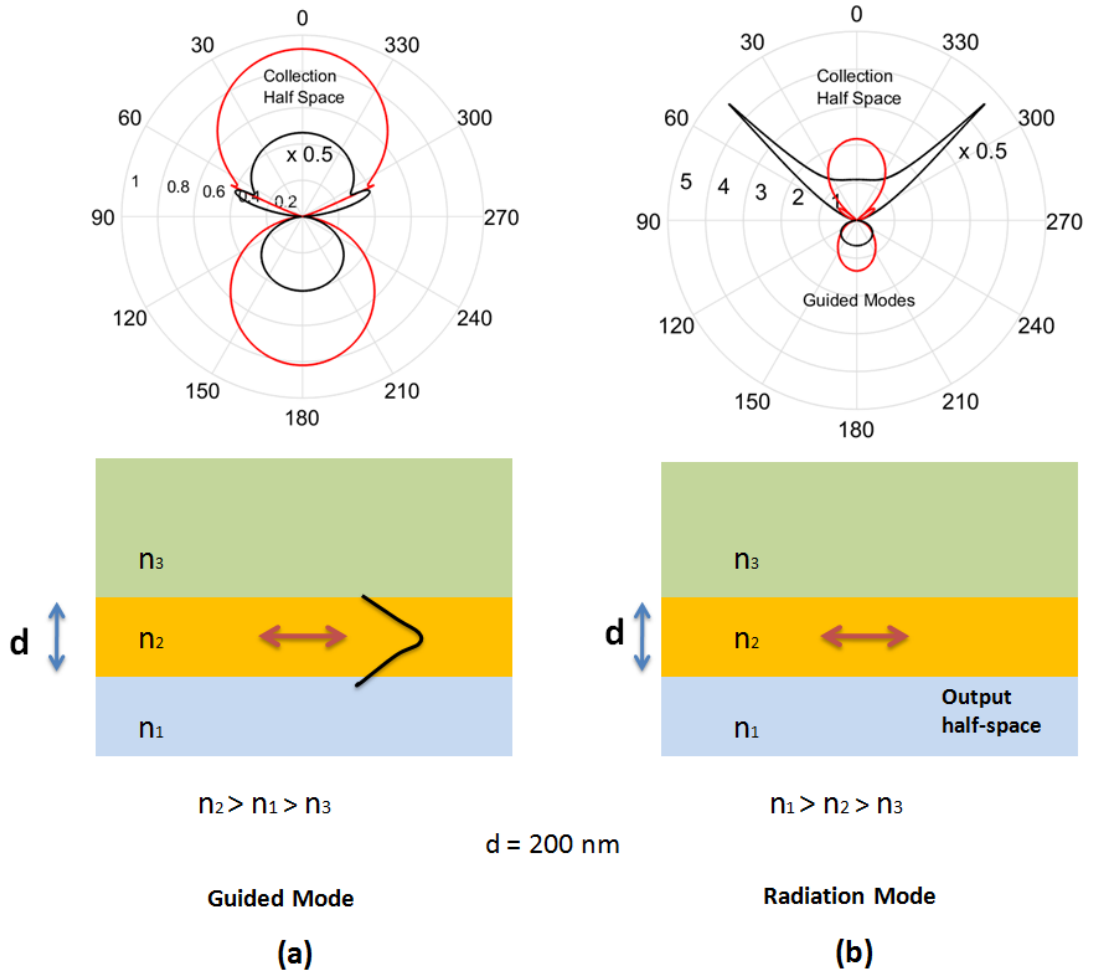 0
30
330
Collection
Half Space
60
300
x 0.5
1
0.8
0.6
0.4
0.2
90
270
120
240
150
210
180
0
30
330
Collection
Half Space
60
300
x 0.5
5
4
3
2
1
90
270
Guided Modes
120
240
150
210
180
n3
d
n2
n1
n2 > n1 > n3
n3
d
n2
Output
half-space
n1
n1 > n2 > n3
d = 200 nm
Guided Mode
Radiation Mode
(a)
(b)